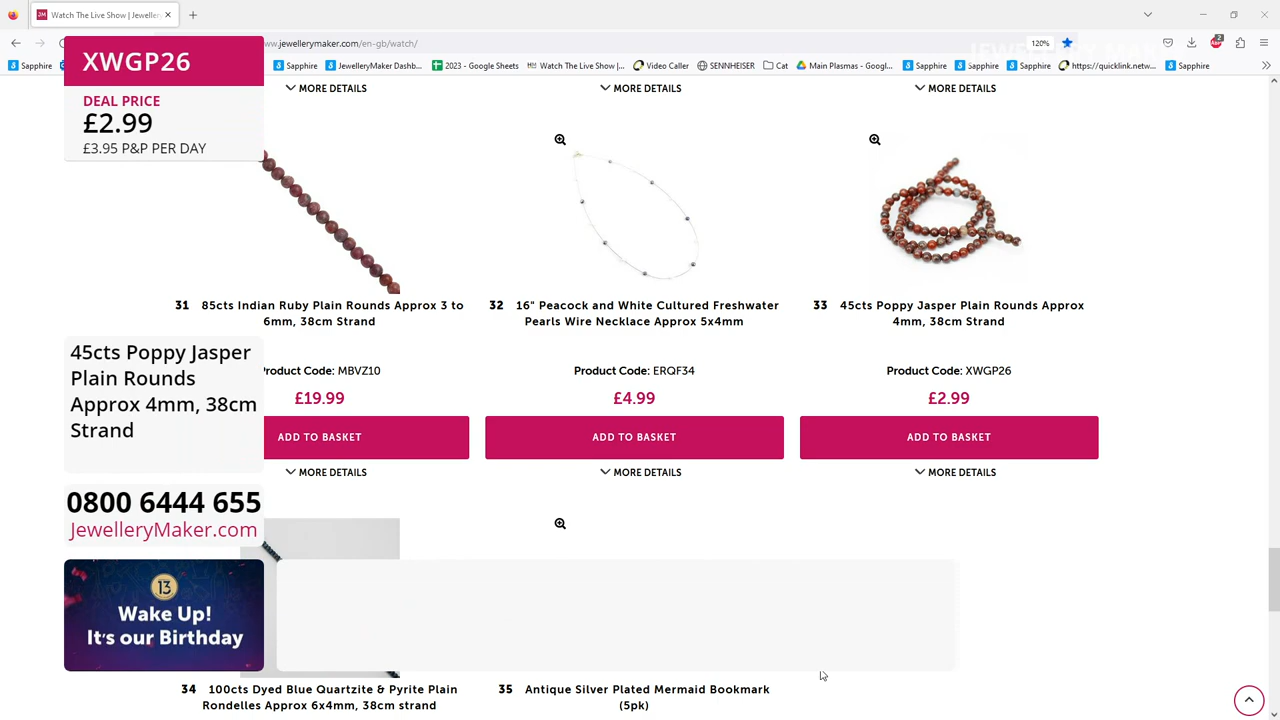 Watch The Live Show | Jeweller
ww.jewellerymaker.com/en-gb/watch/
120%
2
Sapphire
Sapphire
JewelleryMaker Dashb...
2023 - Google Sheets
Watch The Live Show |...
Video Caller
SENNHEISER
Cat
Main Plasmas - Googl...
Sapphire
Sapphire
Sapphire
https://quicklink.netw...
Sapphire
XWGP26
DEAL PRICE
£2.99
£3.95 P&P PER DAY
MORE DETAILS
MORE DETAILS
MORE DETAILS
31 85cts Indian Ruby Plain Rounds Approx 3 to
6mm, 38cm Strand
Product Code: MBVZ10
£19.99
ADD TO BASKET
MORE DETAILS
32 16" Peacock and White Cultured Freshwater
Pearls Wire Necklace Approx 5x4mm
Product Code: ERQF34
£4.99
ADD TO BASKET
MORE DETAILS
33 45cts Poppy Jasper Plain Rounds Approx
4mm, 38cm Strand
Product Code: XWGP26
£2.99
ADD TO BASKET
MORE DETAILS
45cts Poppy Jasper
Plain Rounds
Approx 4mm, 38cm
Strand
0800 6444 655
JewelleryMaker.com
13
Wake Up!
It's our Birthday
34 100cts Dyed Blue Quartzite & Pyrite Plain
Rondelles Approx 6x4mm, 38cm strand
35 Antique Silver Plated Mermaid Bookmark
(5pk)